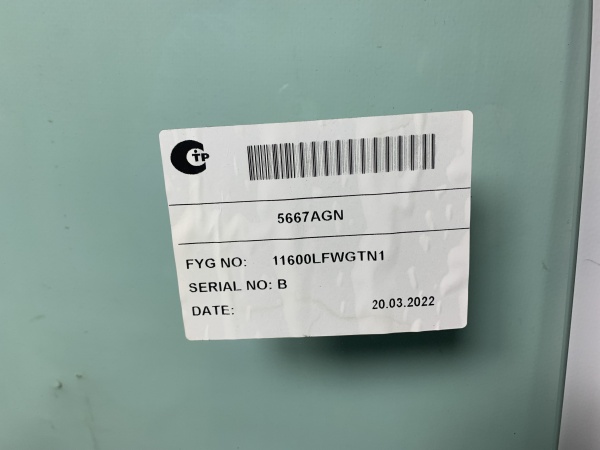 CTP
5667AGN
FYG NO: 11600LFWGTN1
SERIAL NO: B
DATE: 20.03.2022